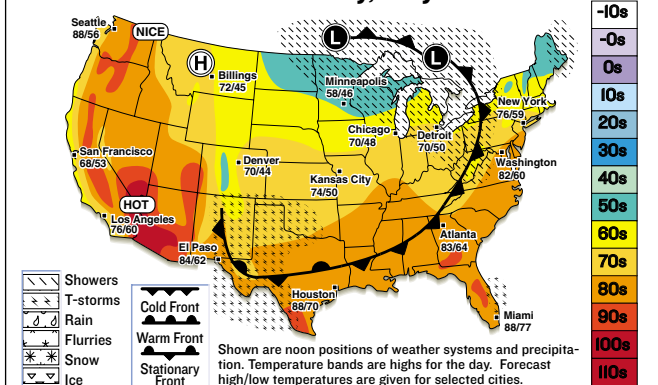 Seattle
88/56
NICE
H
Billings
72/45
L
L
Minneapolis
58/46
New York
76/59
Chicago
70/48
Detroit
70/50
San Francisco
68/53
Denver
70/44
Kansas City
74/50
Washington
82/60
HOT
Los Angeles
76/60
El Paso
84/62
Atlanta
83/64
Houston
88/70
Miami
88/77
Showers
T-storms
Rain
Flurries
Snow
Ice
Cold Front
Warm Front
Stationary
Front
Shown are noon positions of weather systems and precipita-
tion. Temperature bands are highs for the day. Forecast
high/low temperatures are given for selected cities.
-10s
-0s
0s
10s
20s
30s
40s
50s
60s
70s
80s
90s
100s
110s